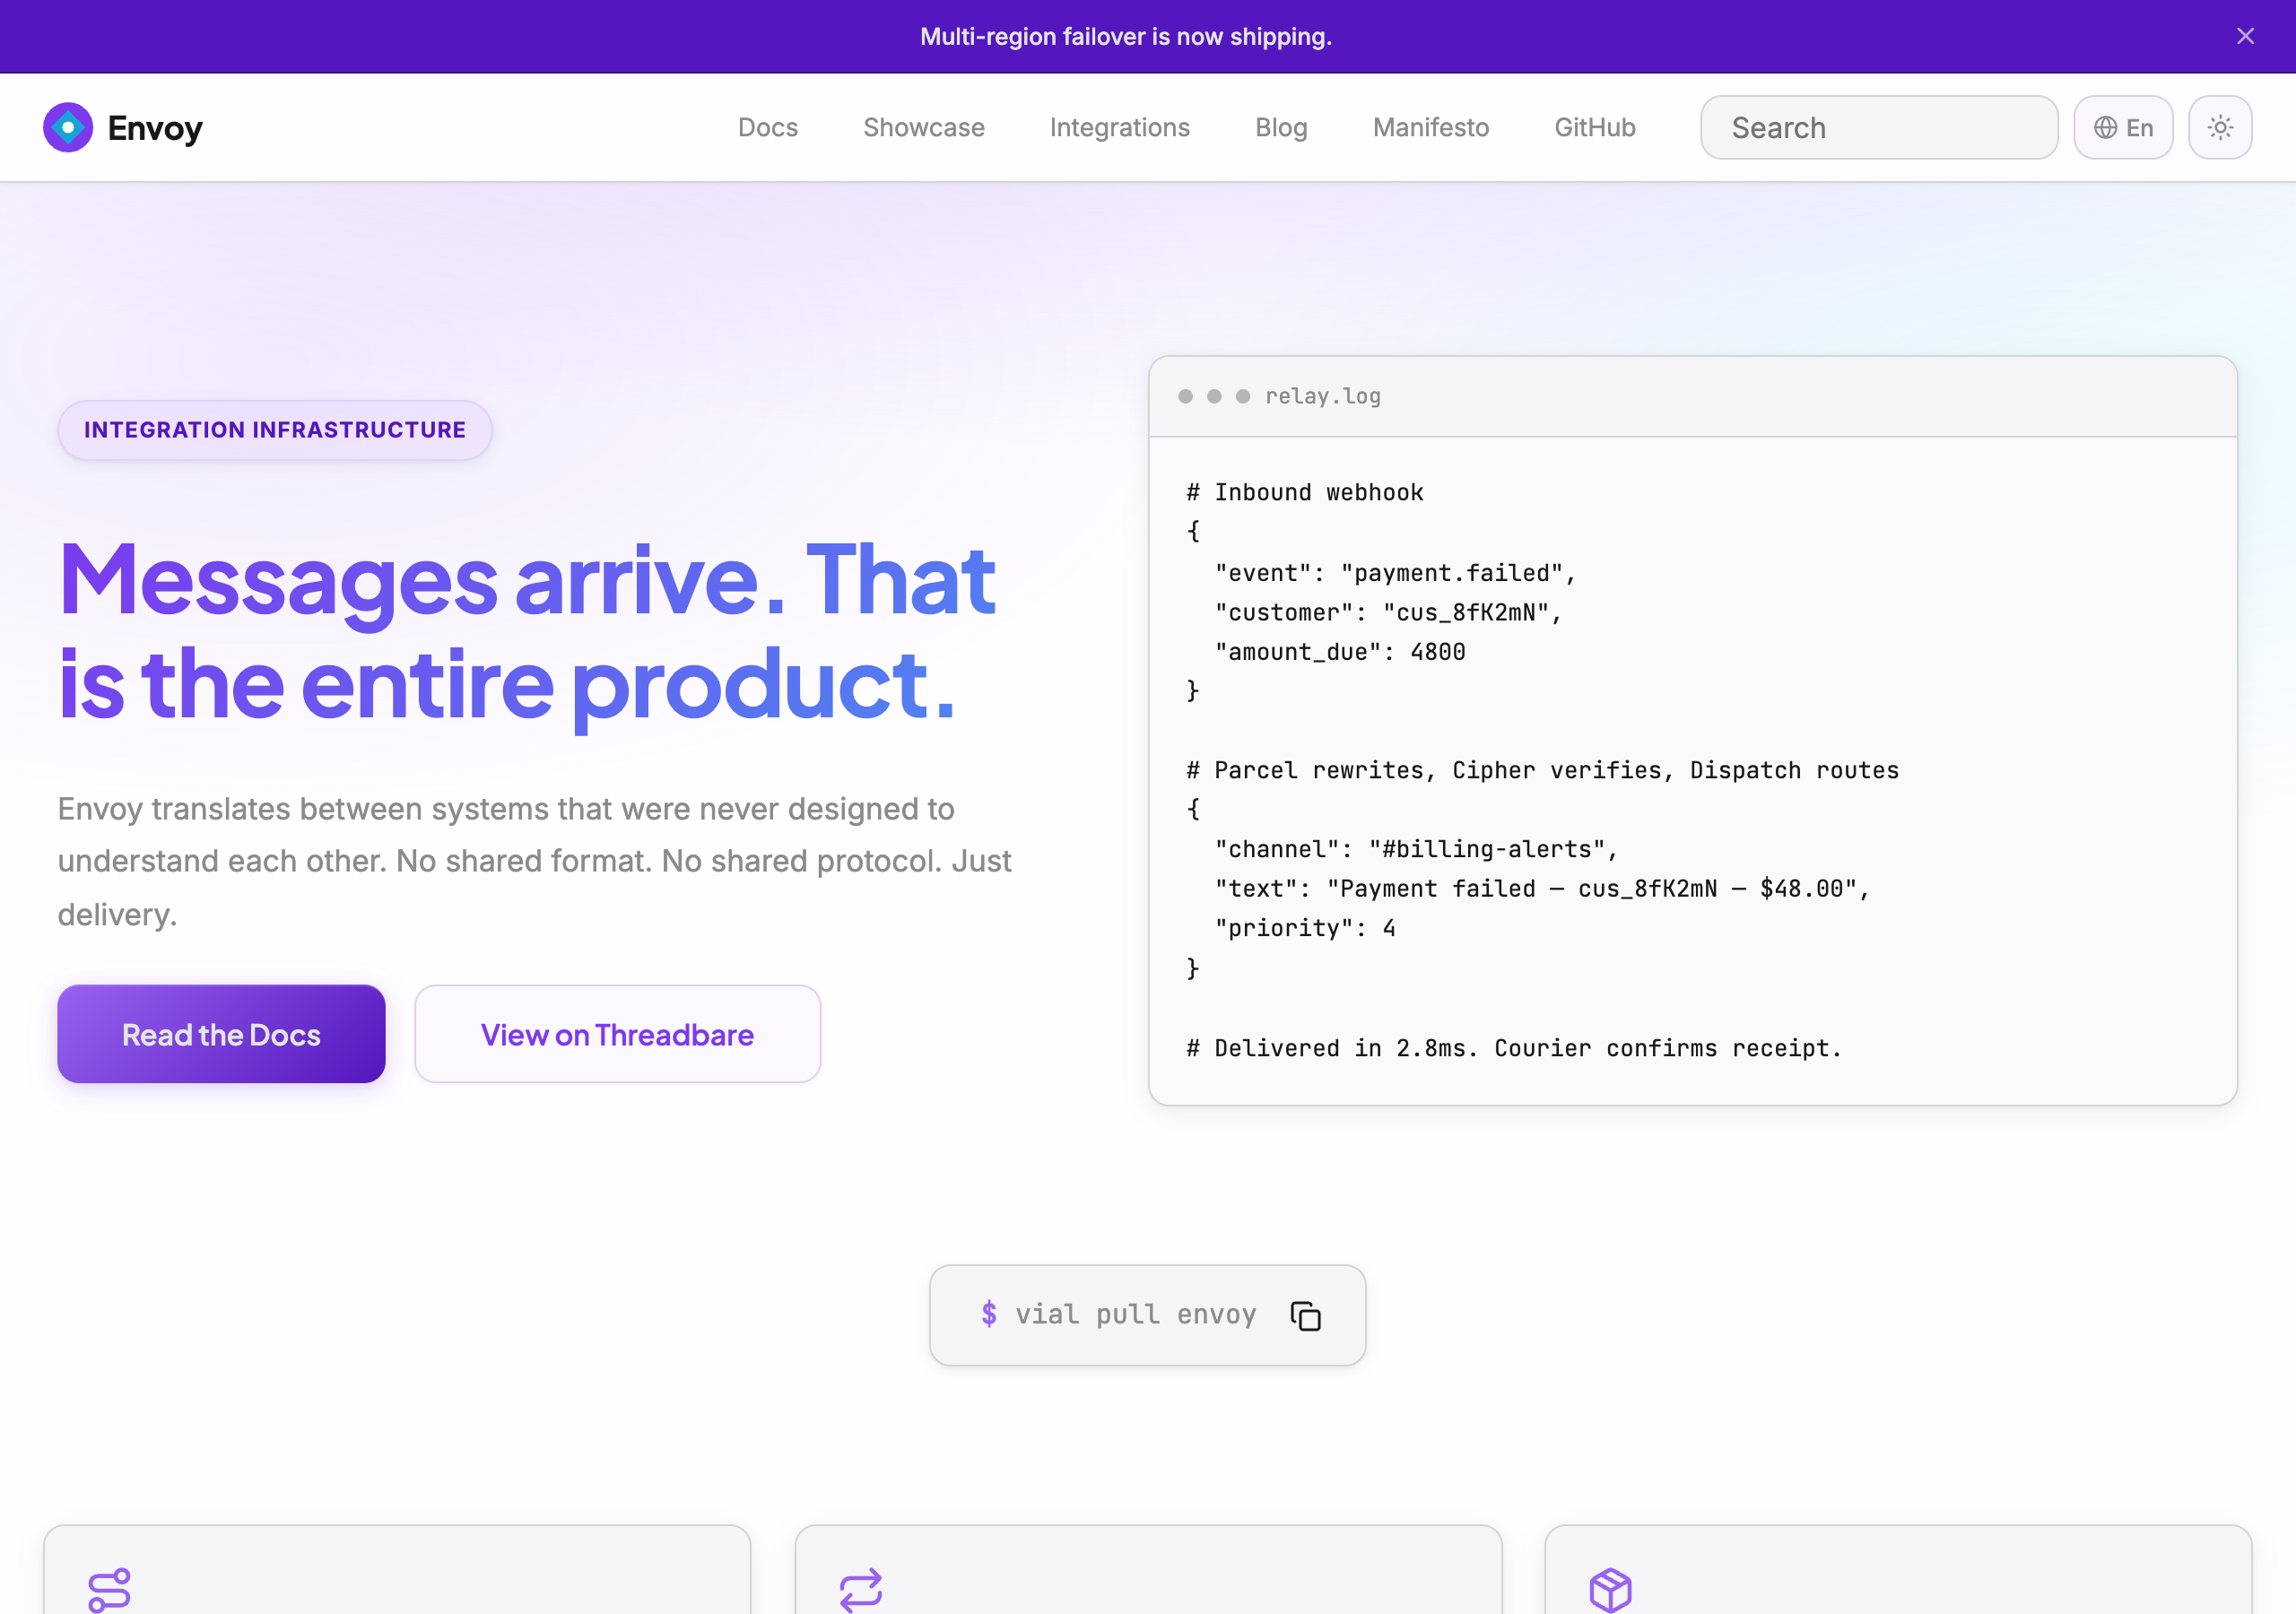 Multi-region failover is now shipping.
Envoy
Docs
Showcase
Integrations
Blog
Manifesto
GitHub
Search
En
INTEGRATION INFRASTRUCTURE
Messages arrive. That
is the entire product.
Envoy translates between systems that were never designed to
understand each other. No shared format. No shared protocol. Just
delivery.
Read the Docs
View on Threadbare
relay.log
# Inbound webhook
{
  "event": "payment.failed",
  "customer": "cus_8fK2mN",
  "amount_due": 4800
}
# Parcel rewrites, Cipher verifies, Dispatch routes
{
  "channel": "#billing-alerts",
  "text": "Payment failed — cus_8fK2mN — $48.00",
  "priority": 4
}
# Delivered in 2.8ms. Courier confirms receipt.
$ vial pull envoy